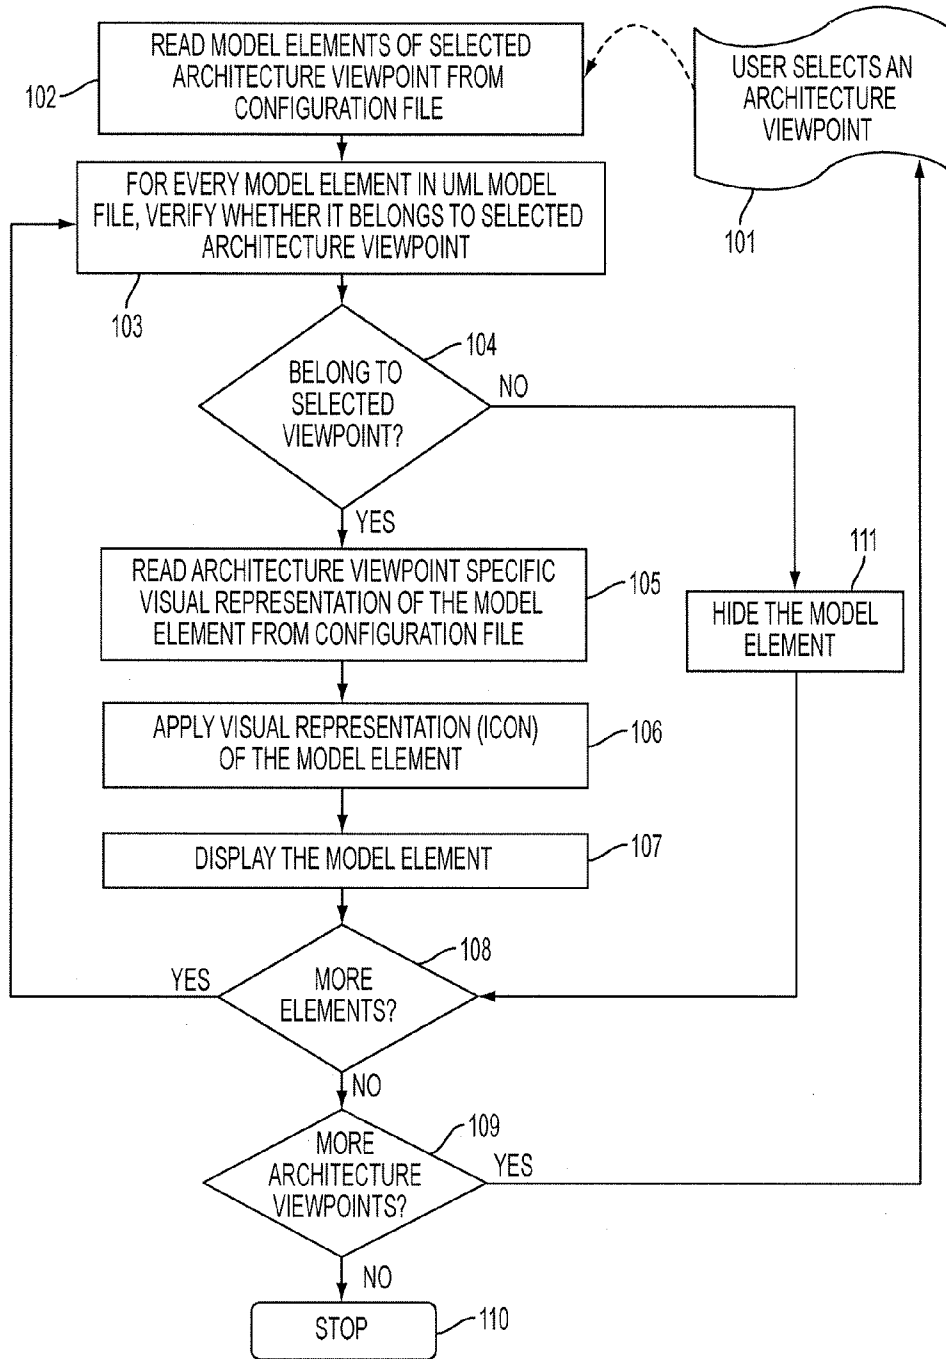 READ MODEL ELEMENTS OF SELECTED
ARCHITECTURE VIEWPOINT FROM
CONFIGURATION FILE
102
USER SELECTS AN
ARCHITECTURE
VIEWPOINT
101
FOR EVERY MODEL ELEMENT IN UML MODEL
FILE, VERIFY WHETHER IT BELONGS TO SELECTED
ARCHITECTURE VIEWPOINT
103
BELONG TO
SELECTED
VIEWPOINT?
104
NO
YES
READ ARCHITECTURE VIEWPOINT SPECIFIC
VISUAL REPRESENTATION OF THE MODEL
ELEMENT FROM CONFIGURATION FILE
105
111
HIDE THE MODEL
ELEMENT
APPLY VISUAL REPRESENTATION (ICON)
OF THE MODEL ELEMENT
106
DISPLAY THE MODEL ELEMENT
107
MORE
ELEMENTS?
108
YES
NO
MORE
ARCHITECTURE
VIEWPOINTS?
109
YES
NO
STOP
110